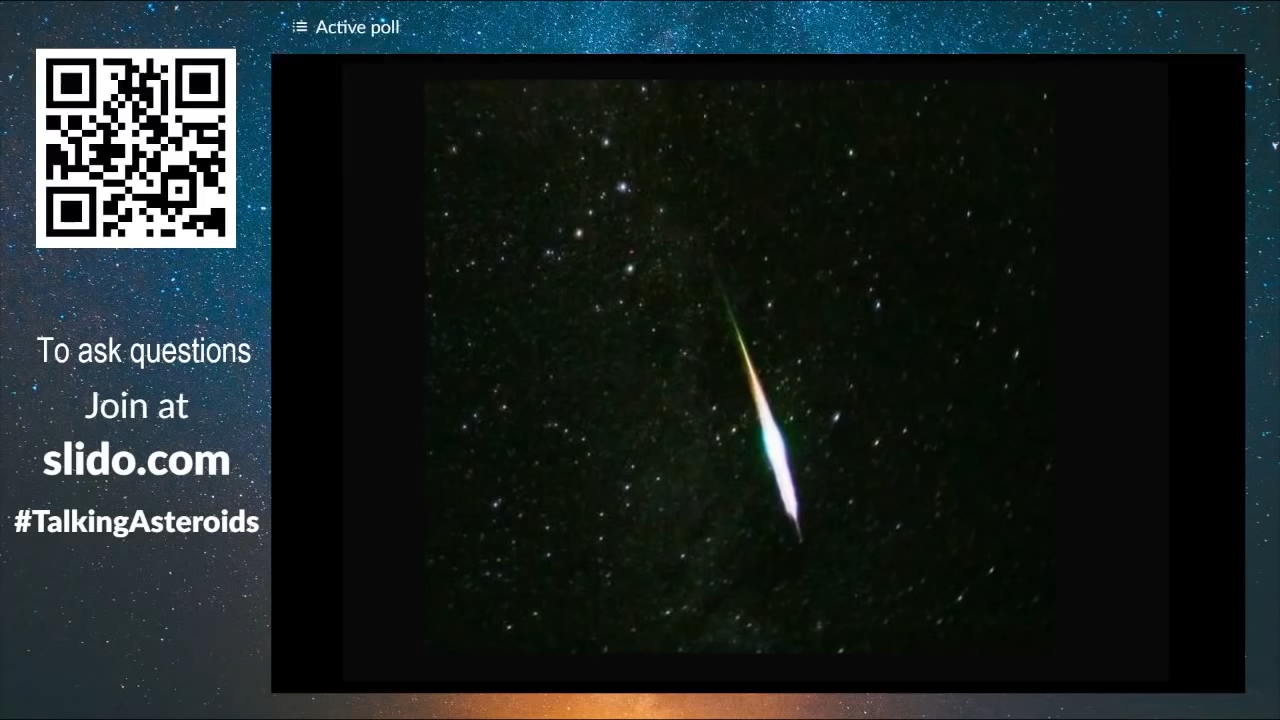 Active poll
To ask questions
Join at
slido.com
#TalkingAsteroids